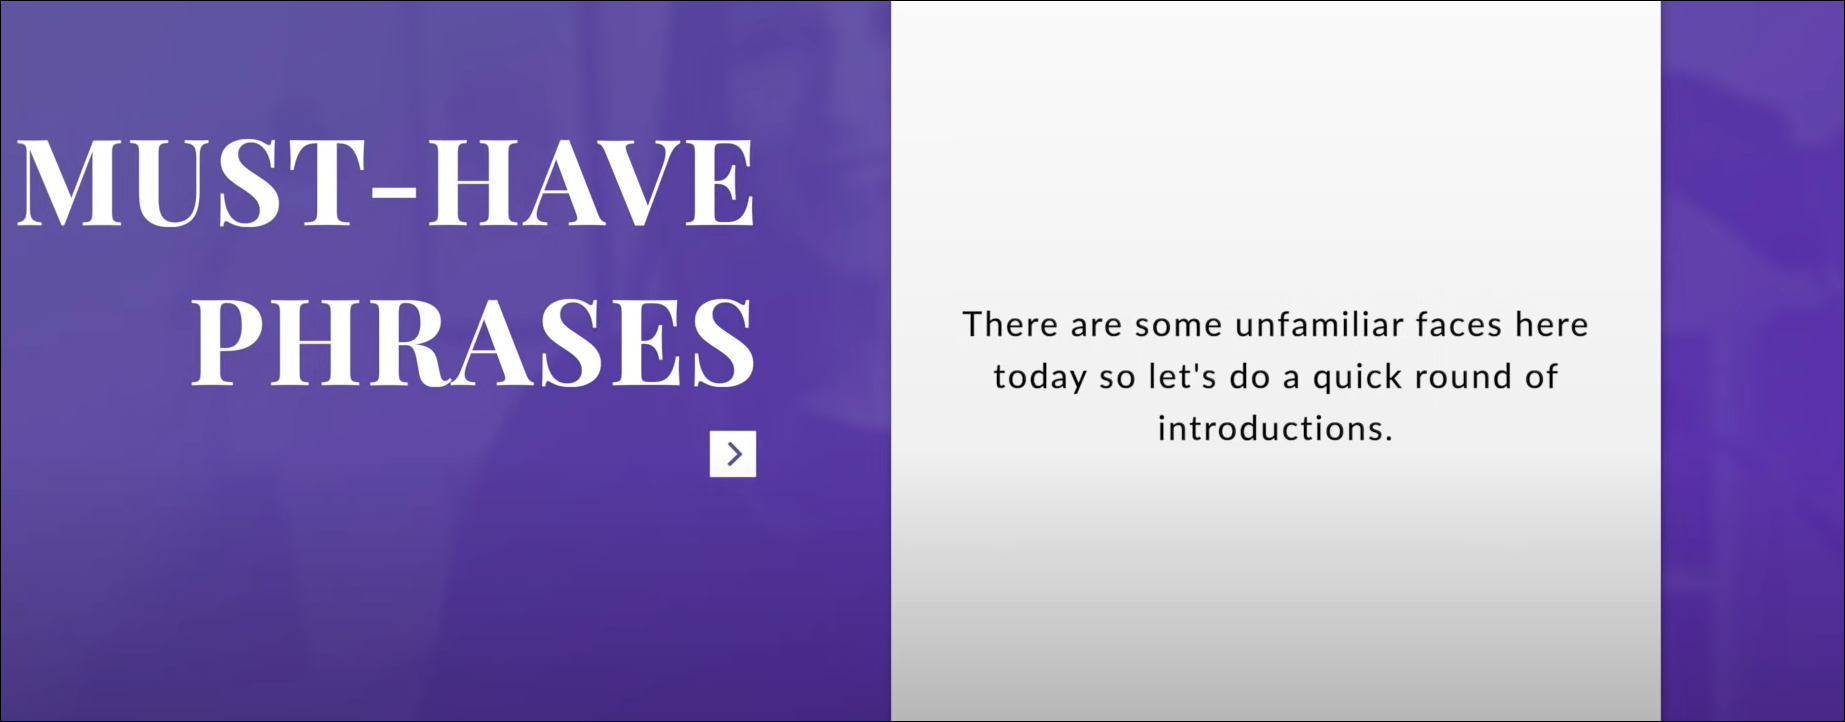 MUST-HAVE
PHRASES
There are some unfamiliar faces here
today so let's do a quick round of
introductions.